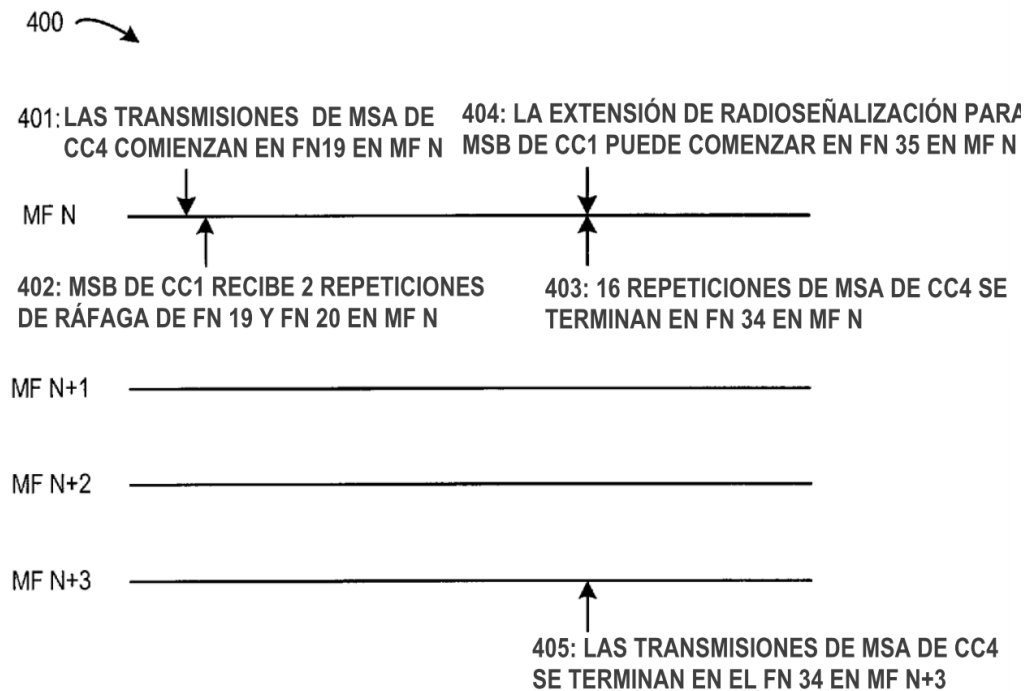 400
401: LAS TRANSMISIONES DE MSA DE
CC4 COMIENZAN EN FN19 EN MF N
404: LA EXTENSIÓN DE RADIOSEÑALIZACIÓN PARA
MSB DE CC1 PUEDE COMENZAR EN FN 35 EN MF N
MF N
402: MSB DE CC1 RECIBE 2 REPETICIONES
DE RÁFAGA DE FN 19 Y FN 20 EN MF N
403: 16 REPETICIONES DE MSA DE CC4 SE
TERMINAN EN FN 34 EN MF N
MF N+1
MF N+2
MF N+3
405: LAS TRANSMISIONES DE MSA DE CC4
SE TERMINAN EN EL FN 34 EN MF N+3